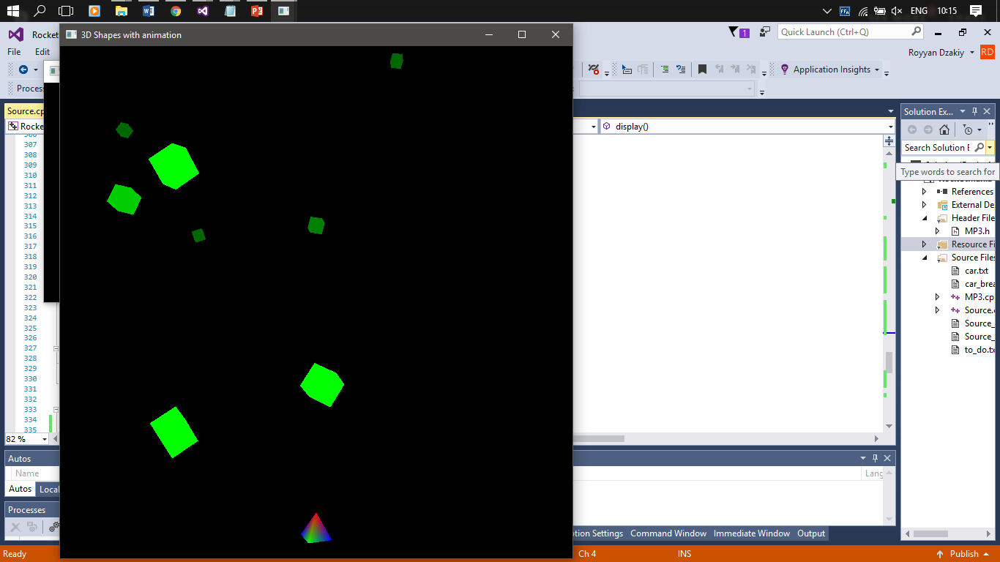 ENG 10:15
3D Shapes with animation
Rocket
1
Quick Launch (Ctrl+Q)
File Edit
Royyan Dzakiy RD
Application Insights
Process
Source.cp
Rocke
display()
Solution Ex...
Search Solution E
Type words to search for
307
308
309
310
311
312
313
314
315
316
317
318
319
320
321
322
323
324
325
326
327
328
329
330
331
332
333
334
335
References
External De
Header File
MP3.h
Resource Fi
Source Files
car.txt
car_brea
MP3.cp
Source.c
Source_
Source_
to_do.tx
82 %
Autos
Name
Lang
Autos Local
Processes
tion Settings Command Window Immediate Window Output
Ready Ch 4 INS Publish